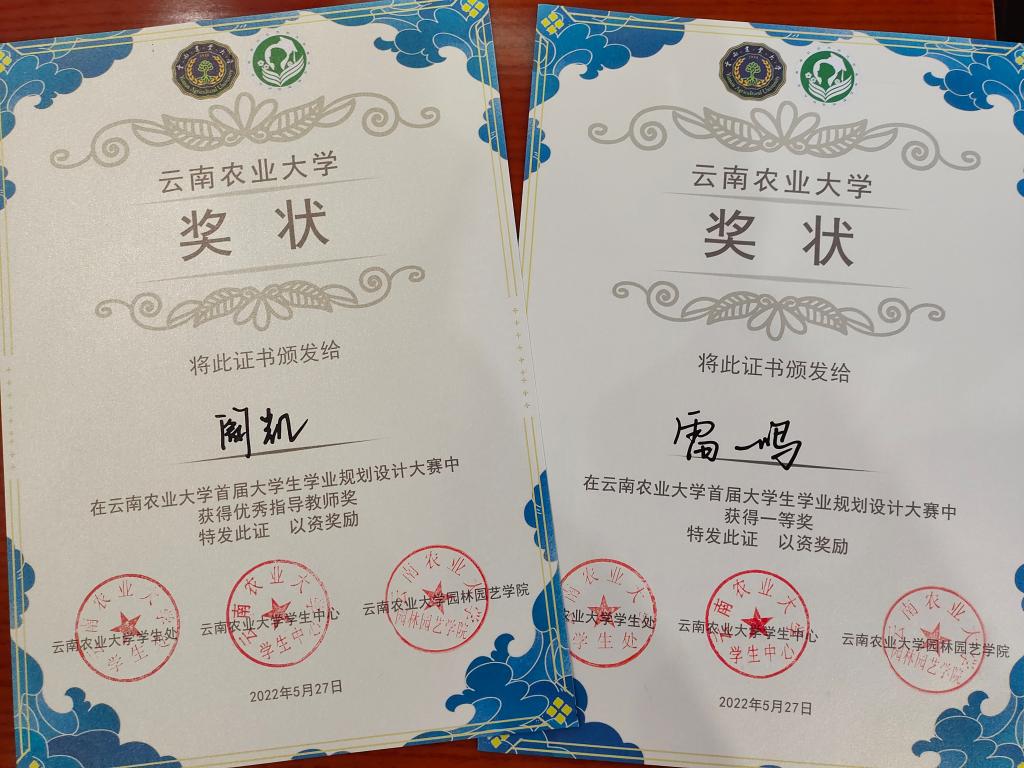 云南农业大学
奖 状
将此证书颁发给
在云南农业大学首届大学生学业规划设计大赛中
获得优秀指导教师奖
特发此证 以资奖励
云南农业大学学生处
云南农业大学学生中心
云南农业大学园林园艺学院
2022年5月27日
云南农业大学
奖 状
将此证书颁发给
雷一鸣
在云南农业大学首届大学生学业规划设计大赛中
获得一等奖
特发此证 以资奖励
农业大学学生处
云南农业大学学生中心
云南农业大学园林园艺学院
2022年5月27日